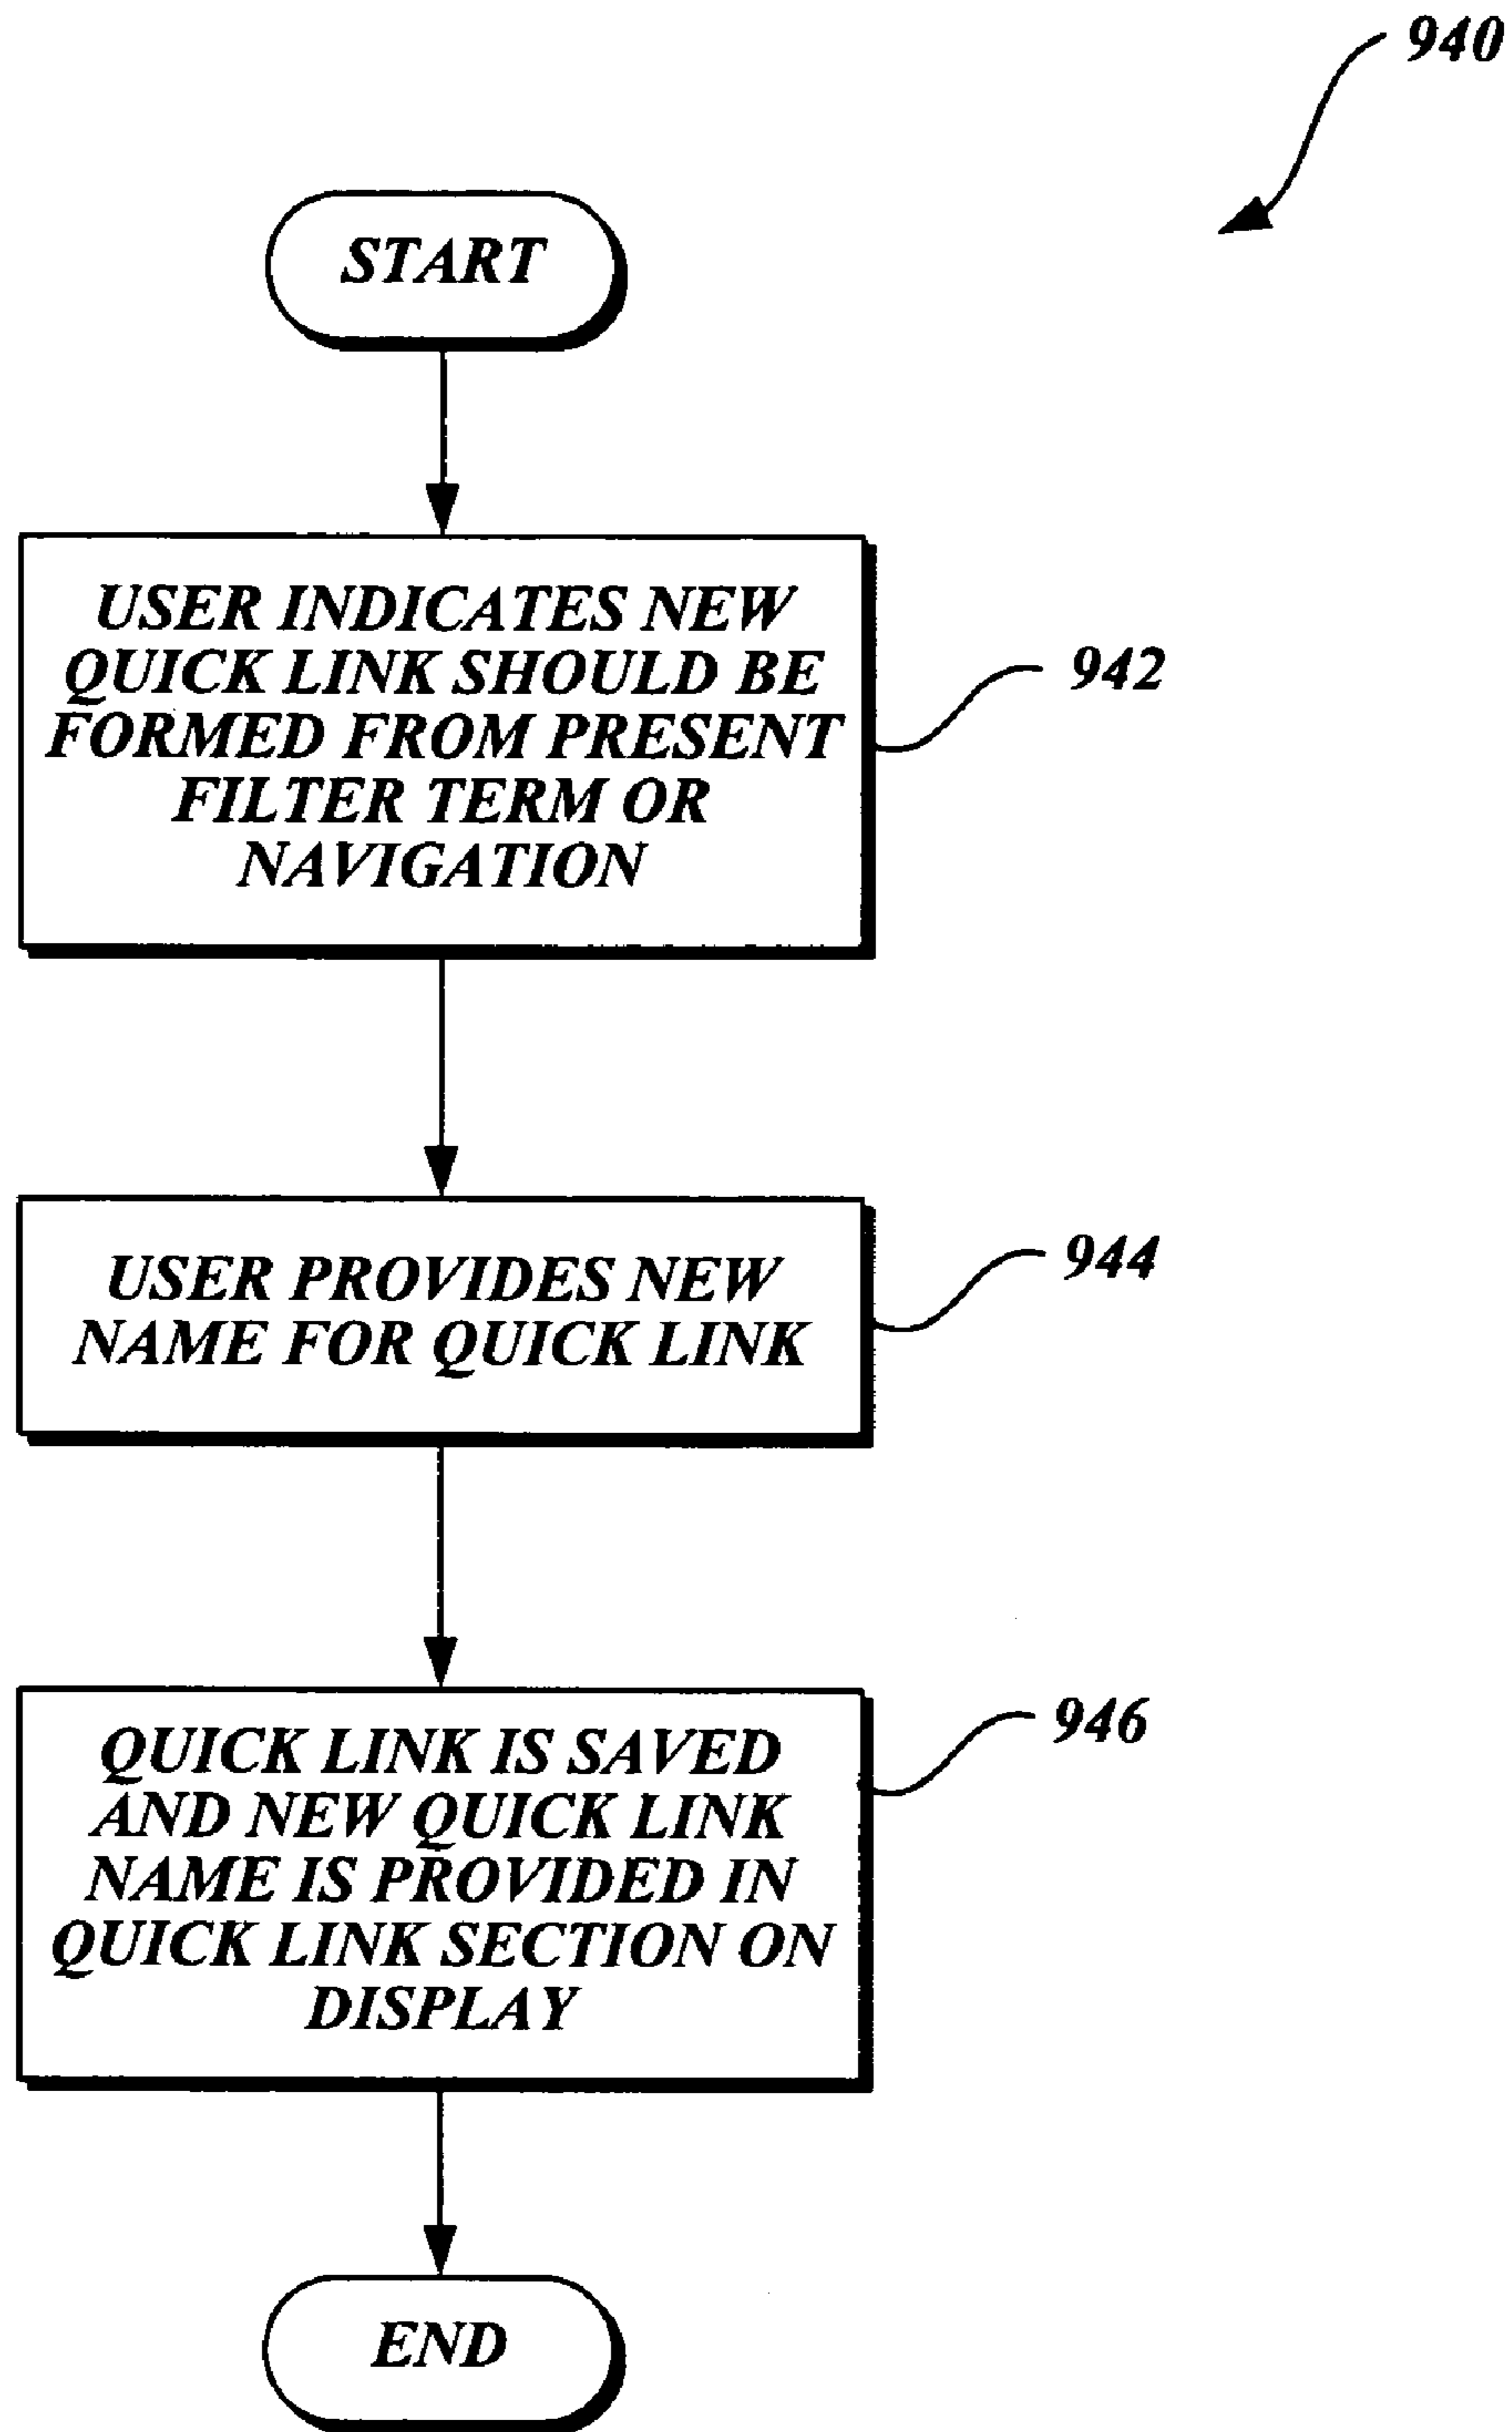 940
START
USER INDICATES NEW
QUICK LINK SHOULD BE
FORMED FROM PRESENT
FILTER TERM OR
NAVIGATION
942
USER PROVIDES NEW
NAME FOR QUICK LINK
944
QUICK LINK IS SAVED
AND NEW QUICK LINK
NAME IS PROVIDED IN
QUICK LINK SECTION ON
DISPLAY
946
END